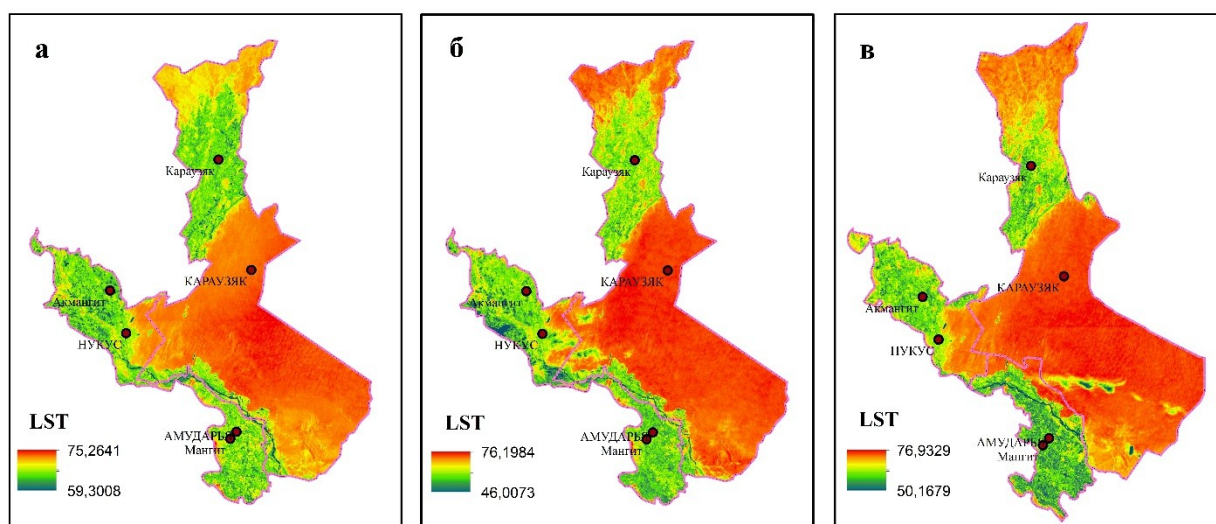 а
Караузяк
КАРАУЗЯК
Акмангит
НУКУС
LST
75,2641
59,3008
АМУДАРЬЯ
Мангит
б
Караузяк
КАРАУЗЯК
Акмангит
НУКУС
LST
76,1984
46,0073
АМУДАРЬЯ
Мангит
в
Караузяк
КАРАУЗЯК
Акмангит
НУКУС
LST
76,9329
50,1679
АМУДАРЬЯ
Мангит